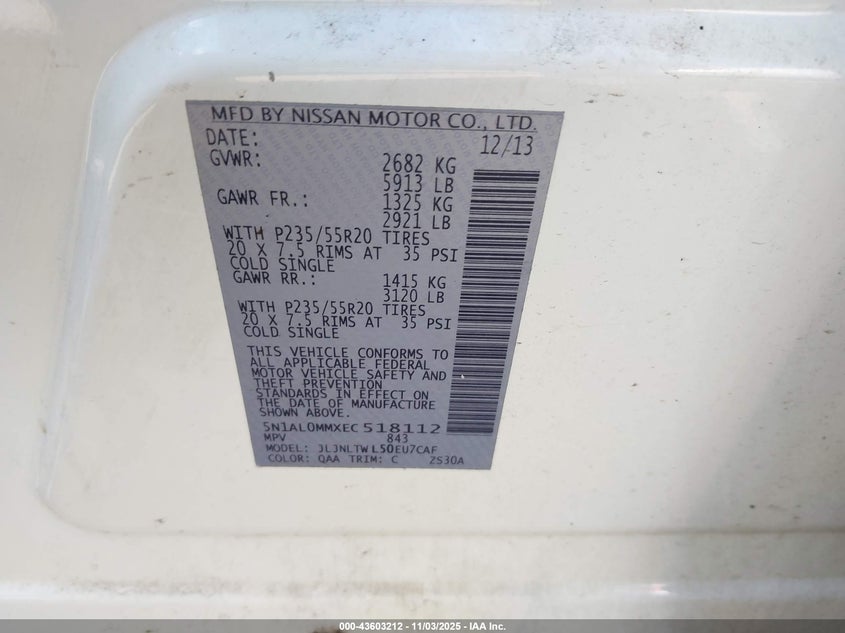 MFD BY NISSAN MOTOR CO., LTD.
DATE: 12/13
GVWR: 2682 KG
5913 LB
GAWR FR.: 1325 KG
2921 LB
WITH P235/55R20 TIRES
20 X 7.5 RIMS AT 35 PSI
COLD SINGLE
GAWR RR.: 1415 KG
3120 LB
WITH P235/55R20 TIRES
20 X 7.5 RIMS AT 35 PSI
COLD SINGLE
THIS VEHICLE CONFORMS TO
ALL APPLICABLE FEDERAL
MOTOR VEHICLE SAFETY AND
THEFT PREVENTION
STANDARDS IN EFFECT ON
THE DATE OF MANUFACTURE
SHOWN ABOVE.
5N1AL0MMXEC518112
MPV 843
MODEL: JLJNLTWL50EU7CAF
COLOR: QAA TRIM: C ZS30A
000-43603212 - 11/03/2025 - IAA Inc.